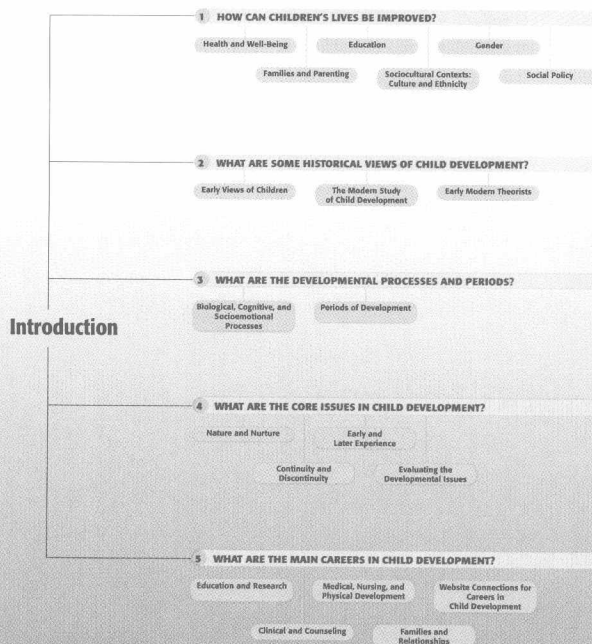 1 HOW CAN CHILDREN'S LIVES BE IMPROVED?
Health and Well-Being
Education
Gender
Families and Parenting
Sociocultural Contexts:
Culture and Ethnicity
Social Policy
2 WHAT ARE SOME HISTORICAL VIEWS OF CHILD DEVELOPMENT?
Early Views of Children
The Modern Study
of Child Development
Early Modern Theorists
3 WHAT ARE THE DEVELOPMENTAL PROCESSES AND PERIODS?
Biological, Cognitive, and
Socioemotional
Processes
Periods of Development
Introduction
4 WHAT ARE THE CORE ISSUES IN CHILD DEVELOPMENT?
Nature and Nurture
Early and
Later Experience
Continuity and
Discontinuity
Evaluating the
Developmental Issues
5 WHAT ARE THE MAIN CAREERS IN CHILD DEVELOPMENT?
Education and Research
Medical, Nursing, and
Physical Development
Website Connections for
Careers in
Child Development
Clinical and Counseling
Families and
Relationships